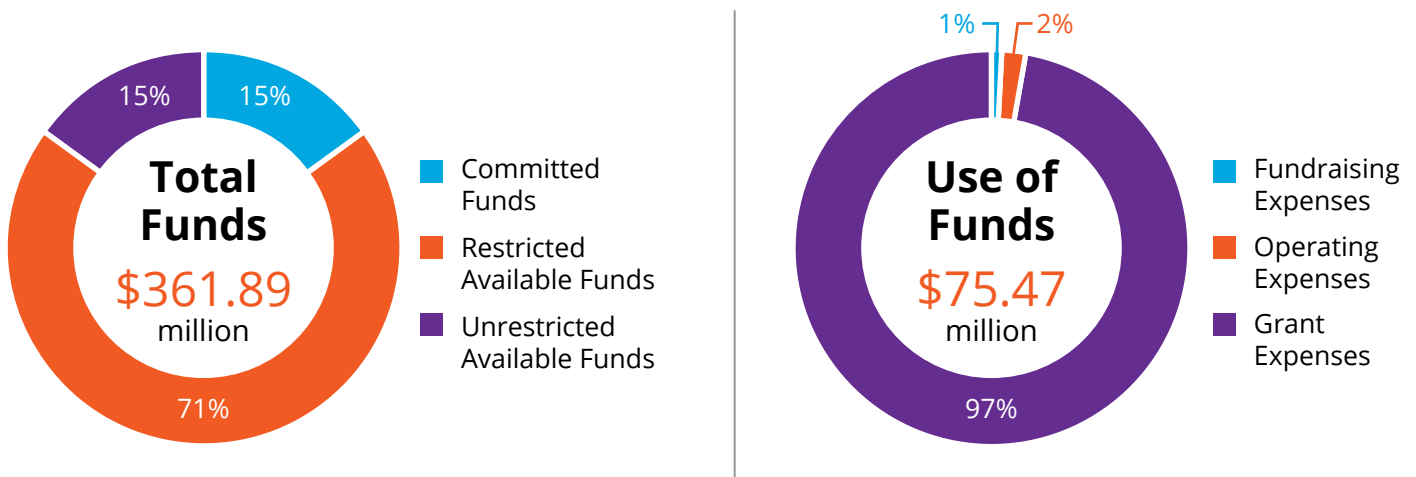 15%
15%
Total
Funds
$361.89
million
71%
Committed
Funds
Restricted
Available Funds
Unrestricted
Available Funds
1%
2%
Use of
Funds
$75.47
million
97%
Fundraising
Expenses
Operating
Expenses
Grant
Expenses